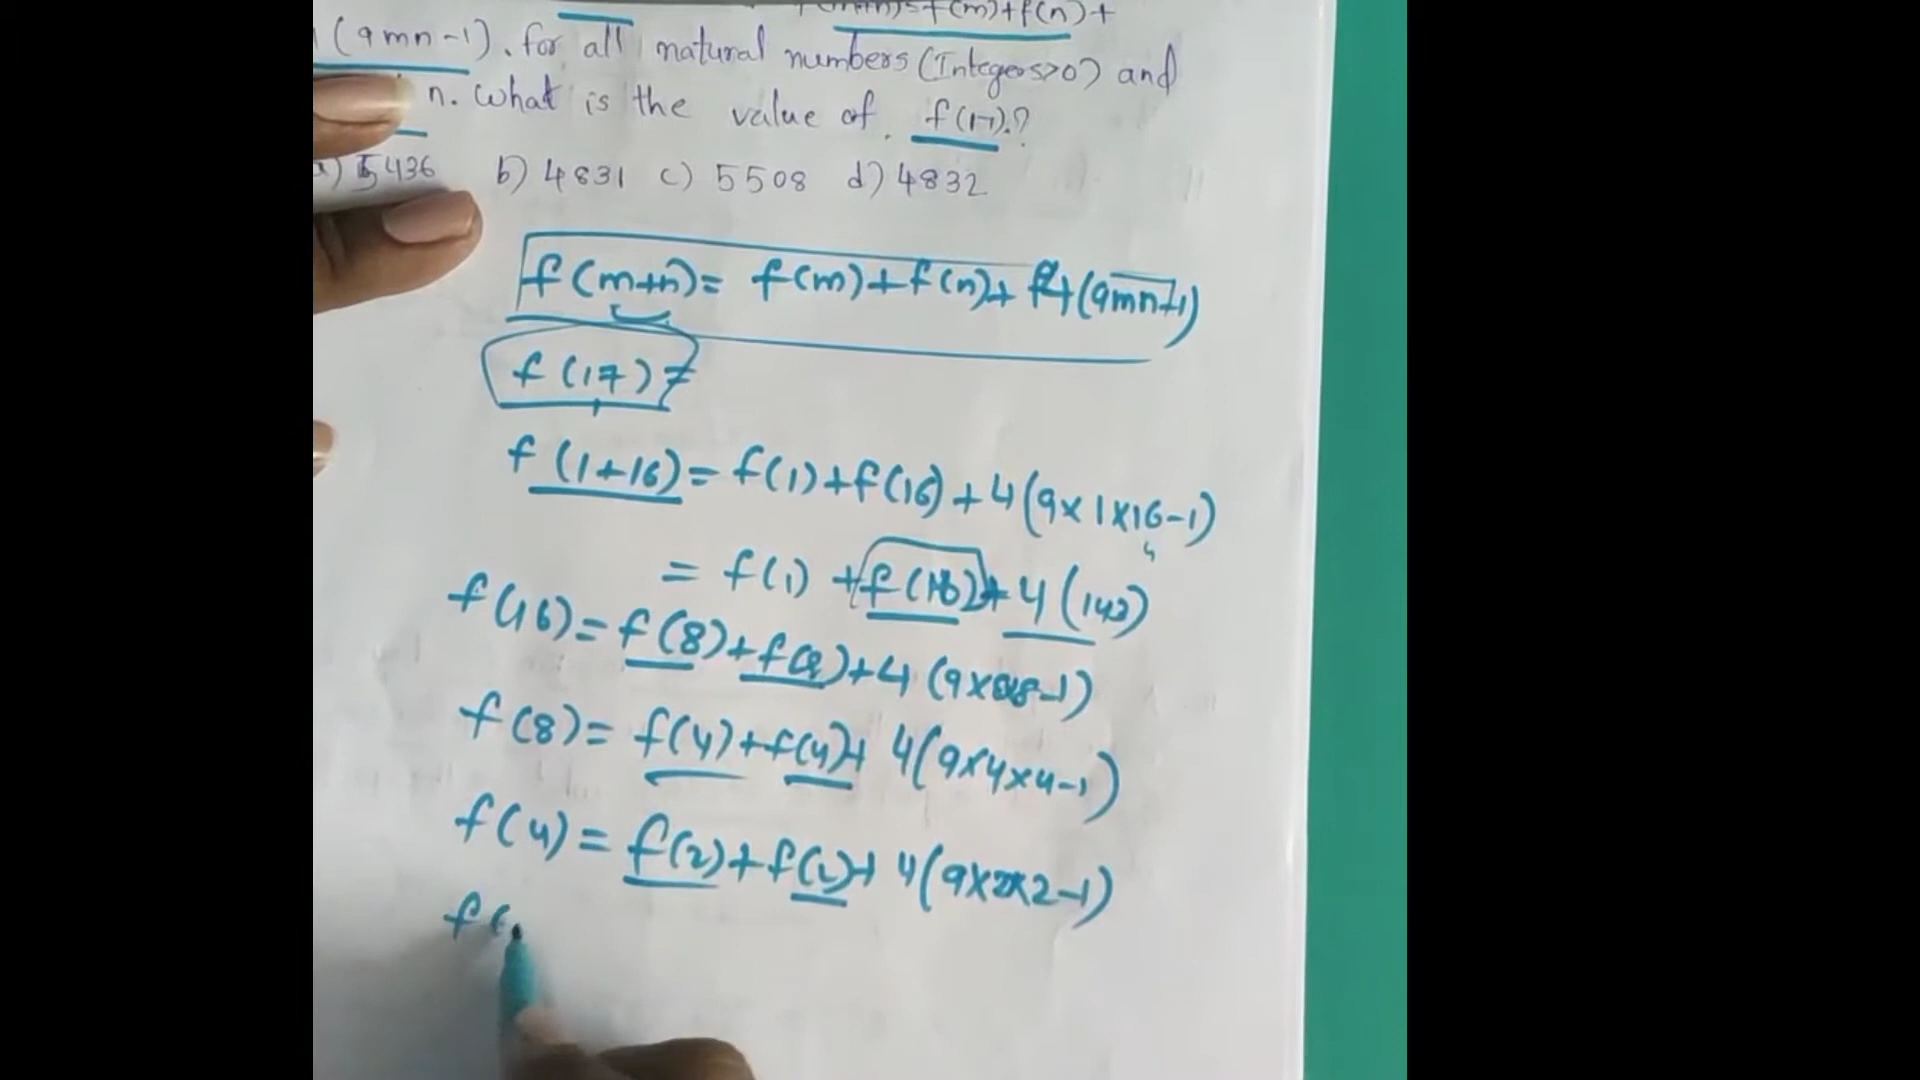 f(m+n)=f(m)+f(n)+
(9mn-1). for all natural numbers (Integers>0) and
n. What is the value of. f(17).?
a) 5436 b) 4831 c) 5508 d) 4832
f(m+n)= f(m)+f(n)+ 4(9mn-1)
f(17)=
f(1+16)= f(1)+f(16)+4(9×1×16-1)
= f(1)+f(16)+4(143)
f(16)= f(8)+f(8)+4(9×8×8-1)
f(8)= f(4)+f(4)+ 4(9×4×4-1)
f(4)= f(2)+f(2)+ 4(9×2×2-1)
f(